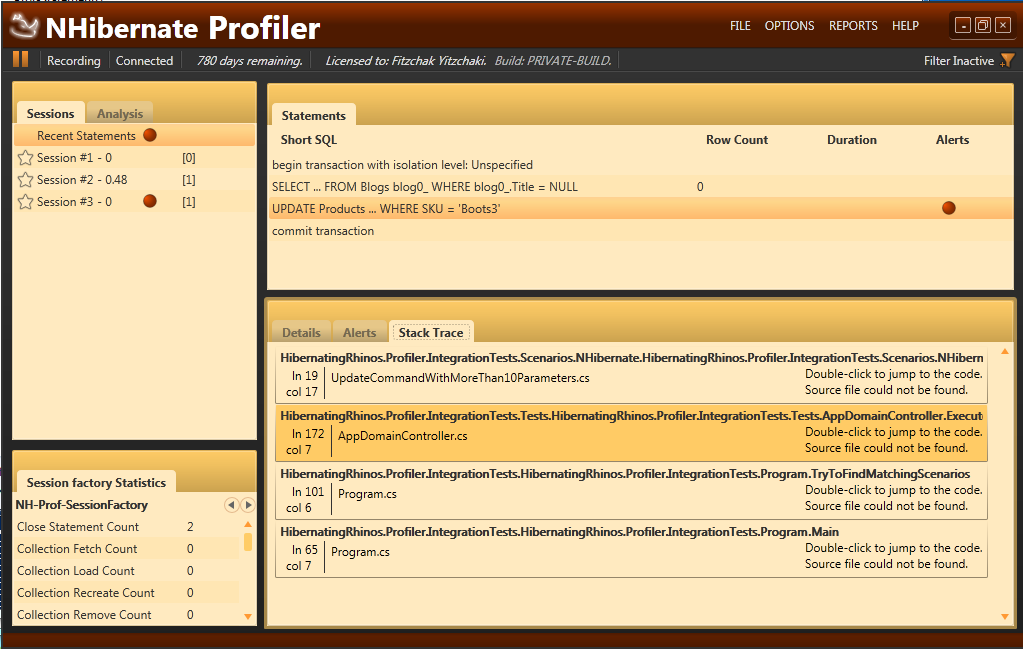 NHibernate Profiler
FILE OPTIONS REPORTS HELP
Recording Connected 780 days remaining. Licensed to: Fitzchak Yitzchaki. Build: PRIVATE-BUILD. Filter Inactive
Sessions Analysis
Recent Statements
Session #1 - 0 [0]
Session #2 - 0.48 [1]
Session #3 - 0 [1]
Statements
Short SQL Row Count Duration Alerts
begin transaction with isolation level: Unspecified
SELECT ... FROM Blogs blog0_ WHERE blog0_.Title = NULL 0
UPDATE Products ... WHERE SKU = 'Boots3'
commit transaction
Session factory Statistics
NH-Prof-SessionFactory
Close Statement Count 2
Collection Fetch Count 0
Collection Load Count 0
Collection Recreate Count 0
Collection Remove Count 0
Details Alerts Stack Trace
HibernatingRhinos.Profiler.IntegrationTests.Scenarios.NHibernate.HibernatingRhinos.Profiler.IntegrationTests.Scenarios.NHibern
ln 19 UpdateCommandWithMoreThan10Parameters.cs Double-click to jump to the code.
col 17 Source file could not be found.
HibernatingRhinos.Profiler.IntegrationTests.Tests.HibernatingRhinos.Profiler.IntegrationTests.Tests.AppDomainController.Execut
ln 172 AppDomainController.cs Double-click to jump to the code.
col 7 Source file could not be found.
HibernatingRhinos.Profiler.IntegrationTests.HibernatingRhinos.Profiler.IntegrationTests.Program.TryToFindMatchingScenarios
ln 101 Program.cs Double-click to jump to the code.
col 6 Source file could not be found.
HibernatingRhinos.Profiler.IntegrationTests.HibernatingRhinos.Profiler.IntegrationTests.Program.Main
ln 65 Program.cs Double-click to jump to the code.
col 7 Source file could not be found.